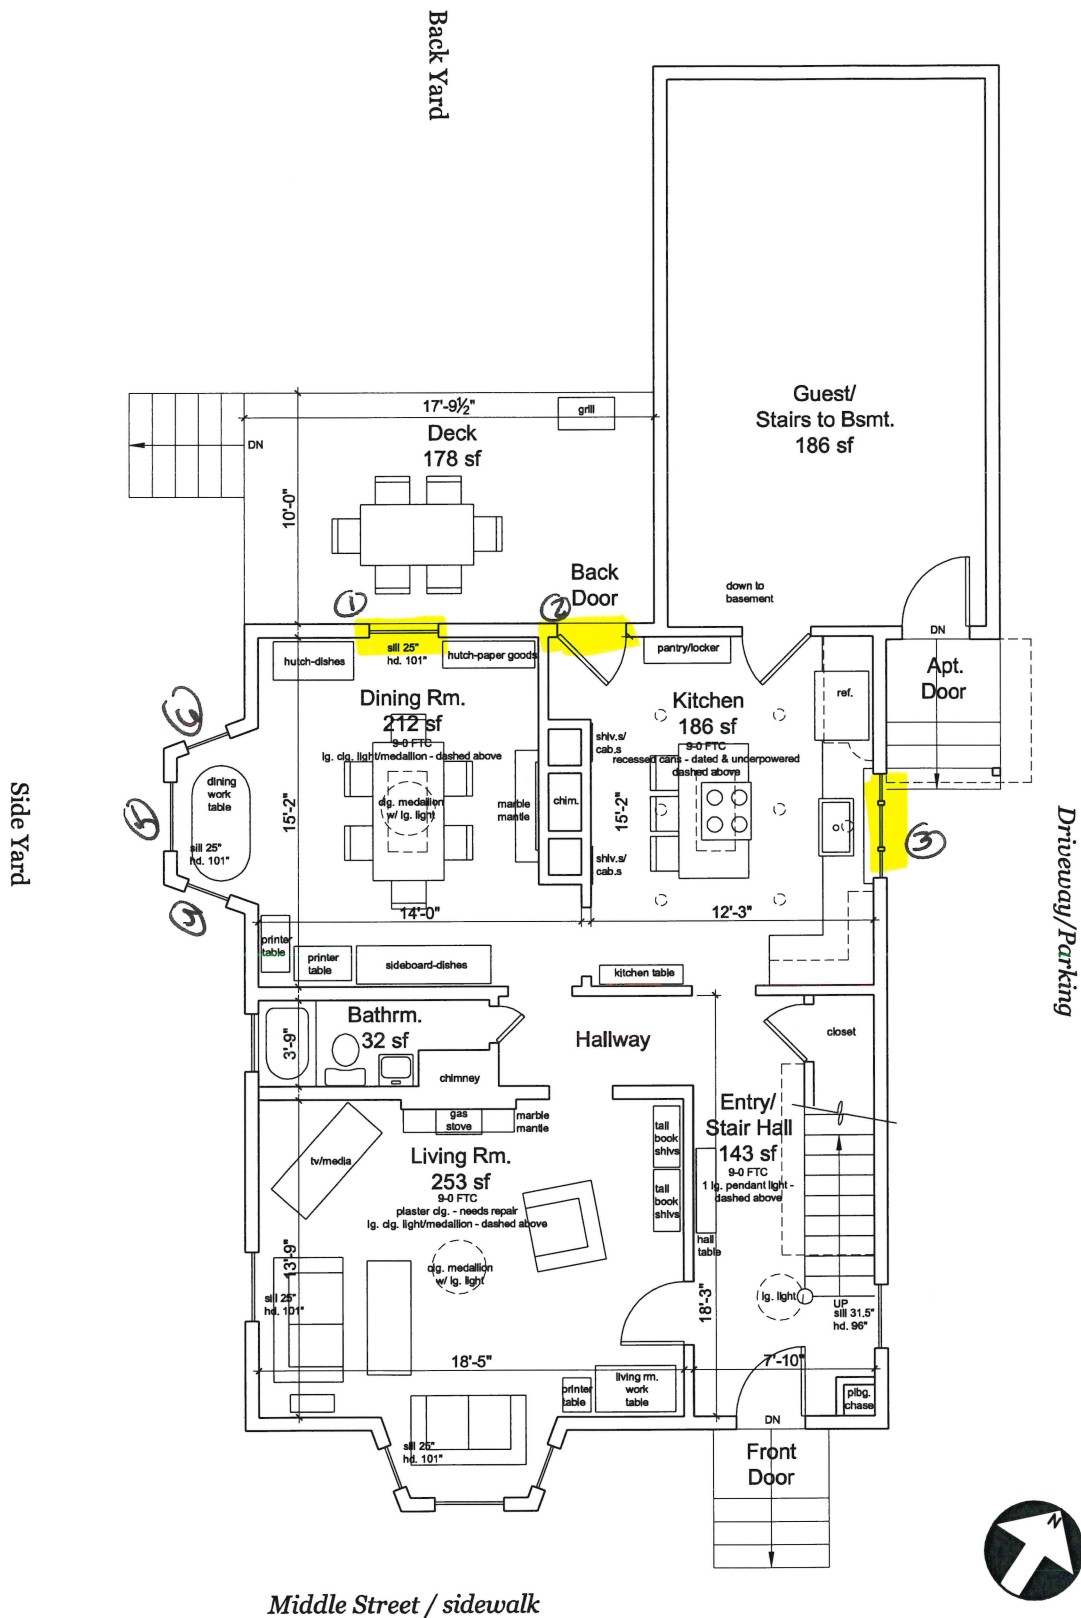 Back Yard
Guest/
Stairs to Bsmt.
186 sf
17'-9½"
grill
Deck
178 sf
DN
10'-0"
Back
Door
down to
basement
1
2
DN
Apt.
Door
sill 25"
hd. 101"
hutch-dishes
hutch-paper goods
pantry/locker
ref.
Dining Rm.
212 sf
9-0 FTC
lg. clg. light/medallion - dashed above
Kitchen
186 sf
9-0 FTC
recessed cans - dated & underpowered
dashed above
shlv.s/
cab.s
dining
work
table
sill 25"
hd. 101"
15'-2"
clg. medallion
w/ lg. light
marble
mantle
chim.
15'-2"
shlv.s/
cab.s
5
3
3
Side Yard
Driveway/Parking
14'-0"
12'-3"
printer
table
printer
table
sideboard-dishes
kitchen table
Bathrm.
32 sf
3'-9"
Hallway
closet
chimney
gas
stove
marble
mantle
tv/media
Living Rm.
253 sf
9-0 FTC
plaster clg. - needs repair
lg. clg. light/medallion - dashed above
tall
book
shlvs
tall
book
shlvs
Entry/
Stair Hall
143 sf
9-0 FTC
1 lg. pendant light -
dashed above
hall
table
13'-9"
clg. medallion
w/ lg. light
sill 25"
hd. 101"
18'-3"
lg. light
UP
sill 31.5"
hd. 96"
18'-5"
7'-10"
printer
table
living rm.
work
table
plbg.
chase
sill 25"
hd. 101"
DN
Front
Door
N
Middle Street / sidewalk